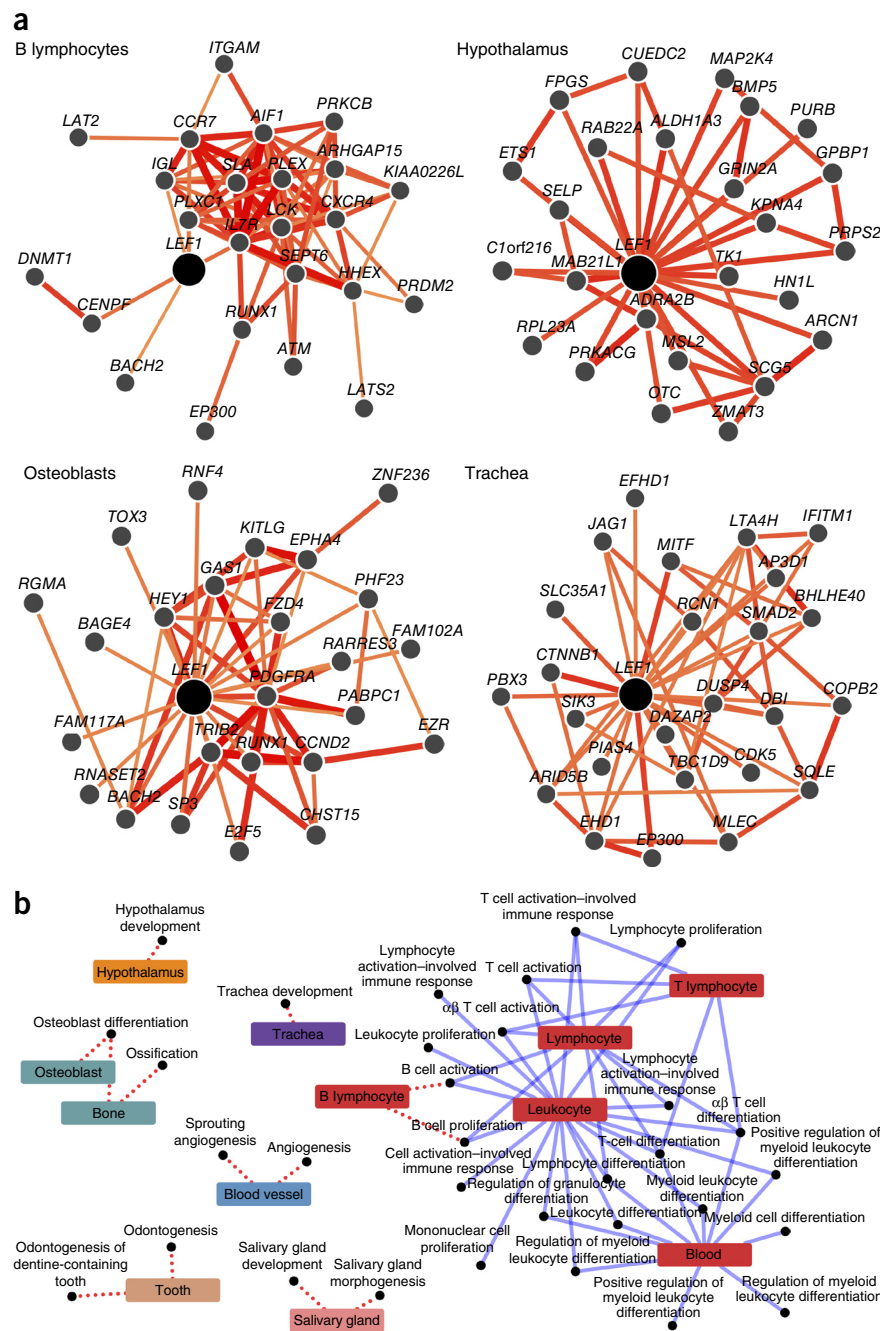 a
B lymphocytes
ITGAM
LAT2
CCR7
AIF1
PRKCB
IGL
SLA
PLEX
ARHGAP15
KIAA0226L
PLXC1
IL7R
LCK
CXCR4
LEF1
DNMT1
SEPT6
HHEX
CENPF
RUNX1
PRDM2
BACH2
ATM
LATS2
EP300
Hypothalamus
CUEDC2
MAP2K4
FPGS
BMP5
RAB22A
ALDH1A3
PURB
ETS1
GRIN2A
GPBP1
SELP
KPNA4
C1orf216
LEF1
PRPS2
MAB21L1
TK1
ADRA2B
HN1L
RPL23A
MSL2
ARCN1
PRKACG
SCG5
OTC
ZMAT3
Osteoblasts
RNF4
ZNF236
TOX3
KITLG
EPHA4
RGMA
GAS1
HEY1
FZD4
PHF23
BAGE4
RARRES3
FAM102A
LEF1
PDGFRA
FAM117A
PABPC1
TRIB2
RUNX1
CCND2
EZR
RNASET2
BACH2
SP3
E2F5
CHST15
Trachea
EFHD1
JAG1
LTA4H
IFITM1
MITF
AP3D1
SLC35A1
RCN1
SMAD2
BHLHE40
CTNNB1
LEF1
PBX3
SIK3
DUSP4
DBI
COPB2
DAZAP2
PIAS4
TBC1D9
CDK5
ARID5B
SQLE
EHD1
EP300
MLEC
b
Hypothalamus
development
Hypothalamus
Trachea development
Trachea
Osteoblast differentiation
Ossification
Osteoblast
Bone
Sprouting
angiogenesis
Angiogenesis
Blood vessel
Odontogenesis
Odontogenesis of
dentine-containing
tooth
Tooth
Salivary gland
development
Salivary gland
morphogenesis
Salivary gland
T cell activation–involved
immune response
Lymphocyte proliferation
Lymphocyte
activation–involved
immune response
T cell activation
T lymphocyte
αβ T cell activation
Leukocyte proliferation
Lymphocyte
B cell activation
Lymphocyte
activation–involved
immune response
B lymphocyte
Leukocyte
αβ T cell
differentiation
B cell proliferation
Cell activation–involved
immune response
T-cell differentiation
Positive regulation of
myeloid leukocyte
differentiation
Lymphocyte differentiation
Regulation of granulocyte
differentiation
Myeloid leukocyte
differentiation
Leukocyte differentiation
Myeloid cell differentiation
Mononuclear cell
proliferation
Regulation of myeloid
leukocyte differentiation
Blood
Positive regulation of
myeloid leukocyte
differentiation
Regulation of myeloid
leukocyte differentiation